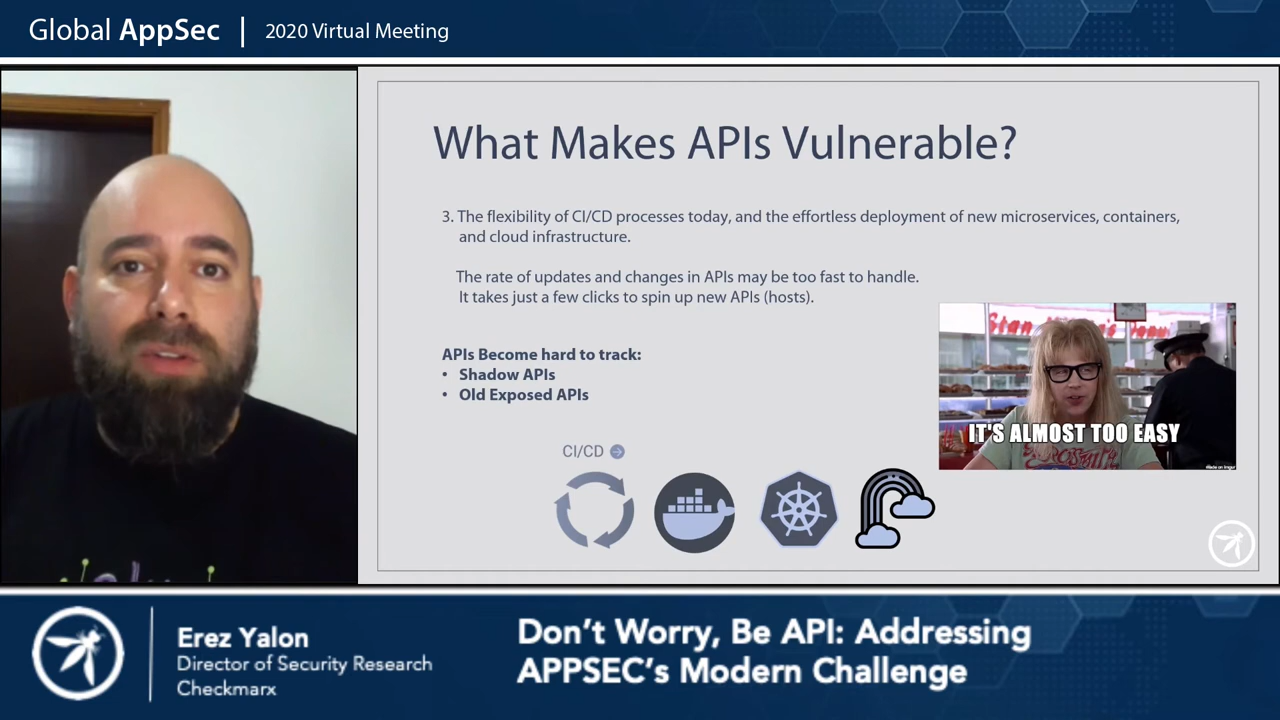 Global AppSec | 2020 Virtual Meeting
What Makes APIs Vulnerable?
3. The flexibility of CI/CD processes today, and the effortless deployment of new microservices, containers,
and cloud infrastructure.
The rate of updates and changes in APIs may be too fast to handle.
It takes just a few clicks to spin up new APIs (hosts).
APIs Become hard to track:
• Shadow APIs
• Old Exposed APIs
IT'S ALMOST TOO EASY
CI/CD
Erez Yalon
Director of Security Research
Checkmarx
Don't Worry, Be API: Addressing
APPSEC's Modern Challenge